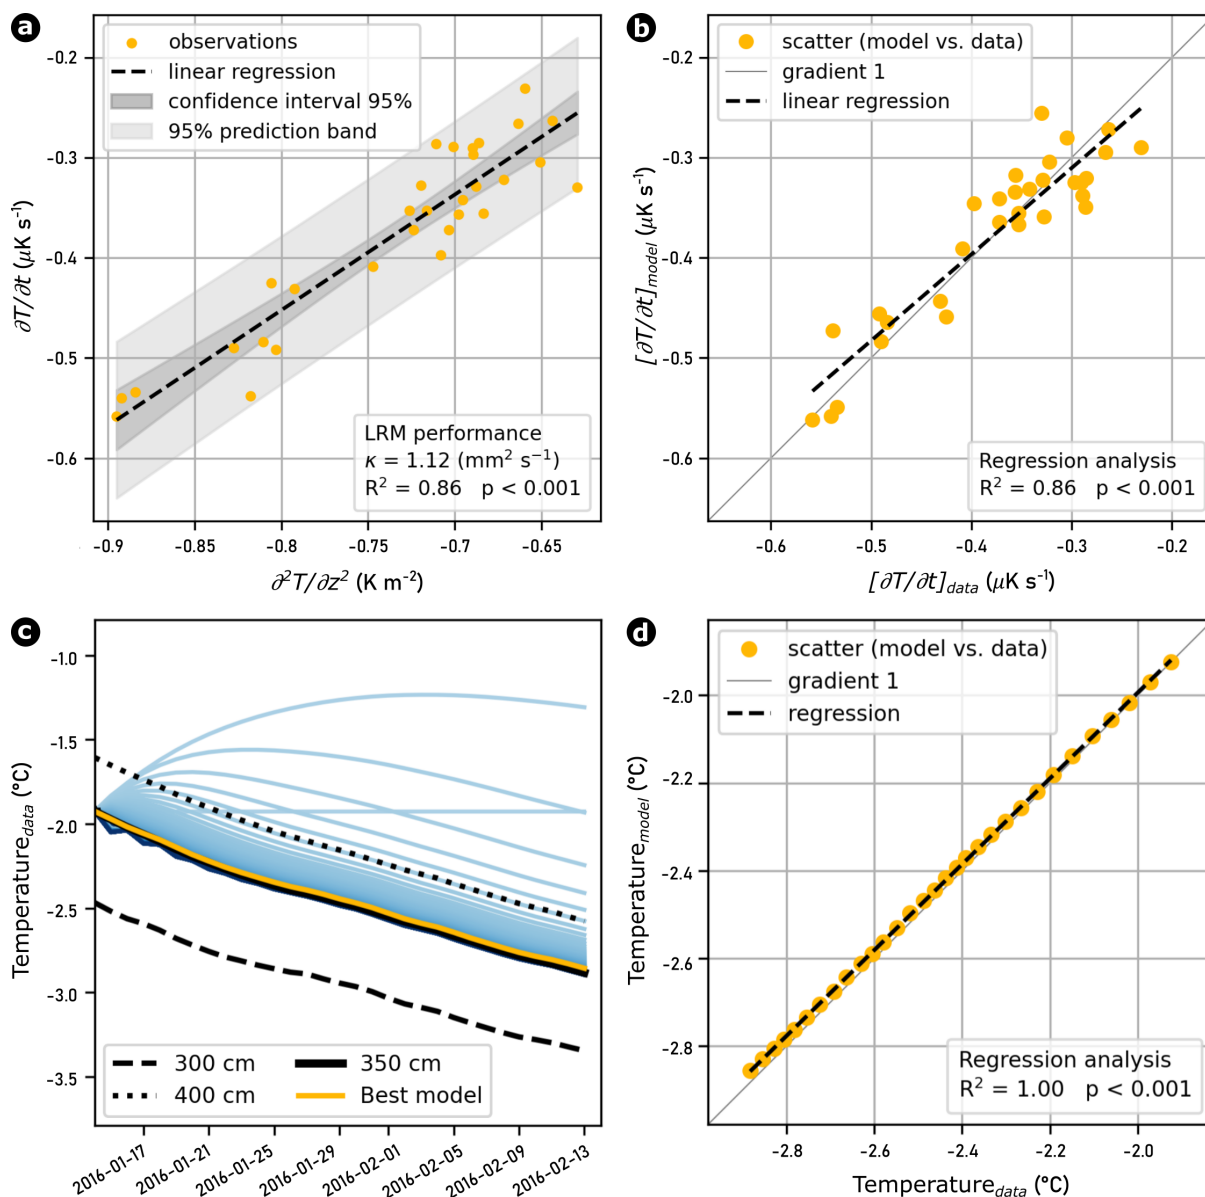 a
observations
linear regression
confidence interval 95%
95% prediction band
-0.2
-0.3
-0.4
-0.5
-0.6
∂T/∂t (μK s⁻¹)
LRM performance
κ = 1.12 (mm² s⁻¹)
R² = 0.86 p < 0.001
-0.9 -0.85 -0.8 -0.75 -0.7 -0.65
∂²T/∂z² (K m⁻²)
b
scatter (model vs. data)
gradient 1
linear regression
-0.2
-0.3
-0.4
-0.5
-0.6
[∂T/∂t]model (μK s⁻¹)
Regression analysis
R² = 0.86 p < 0.001
-0.6 -0.5 -0.4 -0.3 -0.2
[∂T/∂t]data (μK s⁻¹)
c
-1.0
-1.5
-2.0
-2.5
-3.0
-3.5
Temperaturedata (°C)
300 cm 350 cm
400 cm Best model
2016-01-17 2016-01-21 2016-01-25 2016-01-29 2016-02-01 2016-02-05 2016-02-09 2016-02-13
d
scatter (model vs. data)
gradient 1
regression
-2.0
-2.2
-2.4
-2.6
-2.8
Temperaturemodel (°C)
Regression analysis
R² = 1.00 p < 0.001
-2.8 -2.6 -2.4 -2.2 -2.0
Temperaturedata (°C)